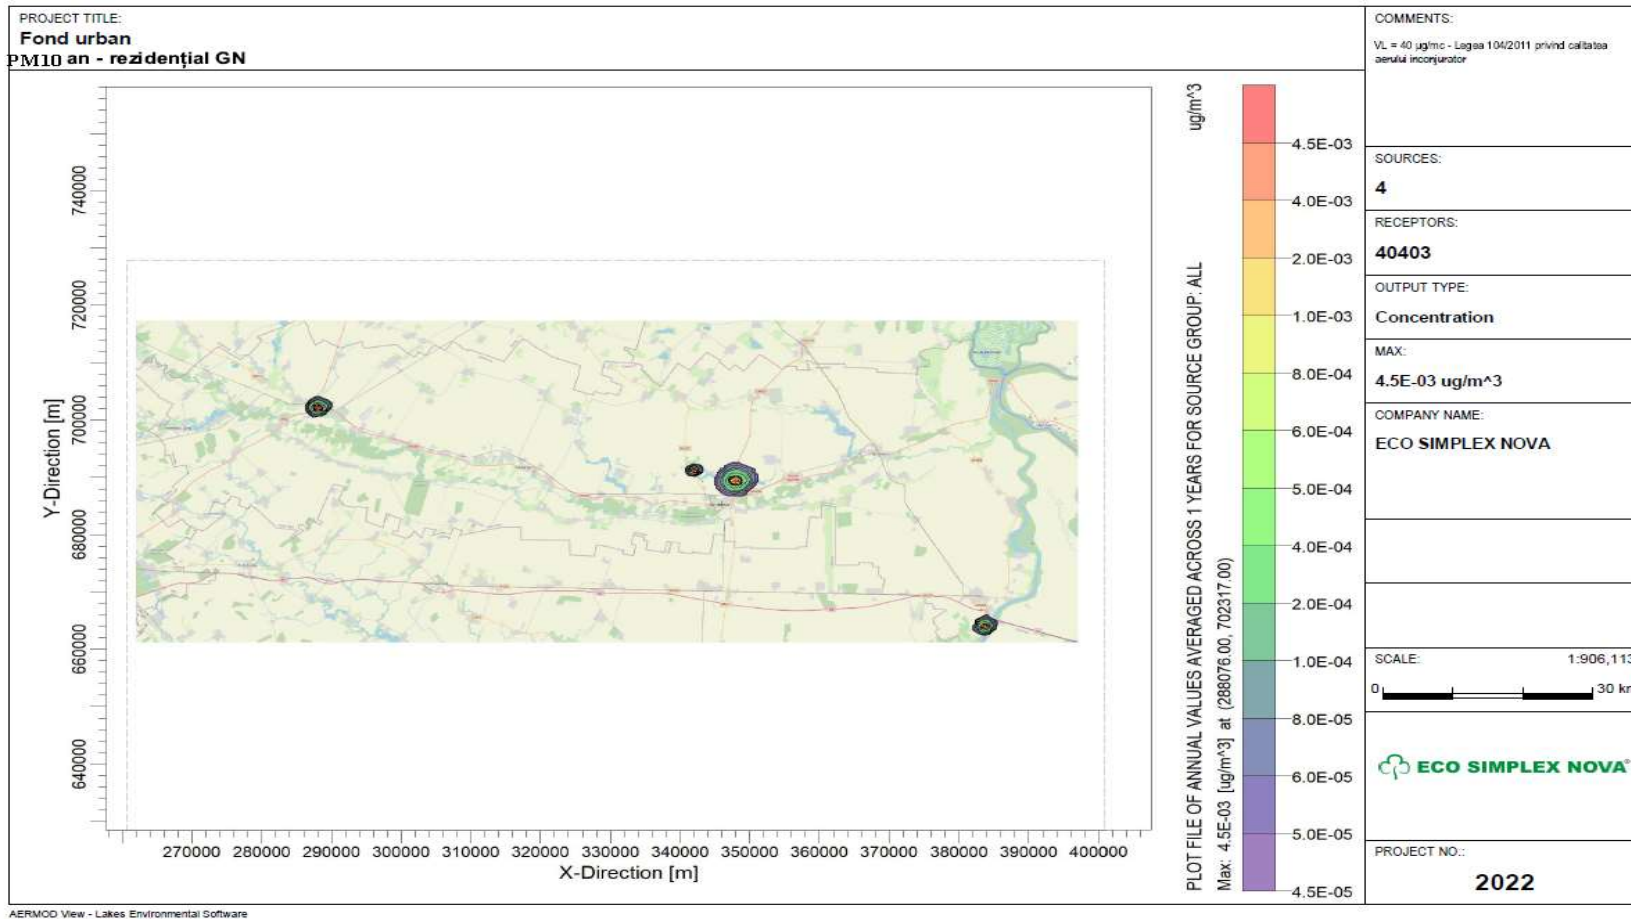 PROJECT TITLE:
Fond urban
PM10 an - rezidențial GN
COMMENTS:
VL = 40 µg/mc - Legea 104/2011 privind calitatea
aerului inconjurator
SOURCES:
4
RECEPTORS:
40403
OUTPUT TYPE:
Concentration
MAX:
4.5E-03 ug/m^3
COMPANY NAME:
ECO SIMPLEX NOVA
SCALE:
1:906,113
0
30 km
ECO SIMPLEX NOVA®
PROJECT NO.:
2022
Y-Direction [m]
740000
720000
700000
680000
660000
640000
270000 280000 290000 300000 310000 320000 330000 340000 350000 360000 370000 380000 390000 400000
X-Direction [m]
PLOT FILE OF ANNUAL VALUES AVERAGED ACROSS 1 YEARS FOR SOURCE GROUP: ALL
Max: 4.5E-03 [ug/m^3] at (288076.00, 702317.00)
ug/m^3
4.5E-03
4.0E-03
2.0E-03
1.0E-03
8.0E-04
6.0E-04
5.0E-04
4.0E-04
2.0E-04
1.0E-04
8.0E-05
6.0E-05
5.0E-05
4.5E-05
AERMOD View - Lakes Environmental Software